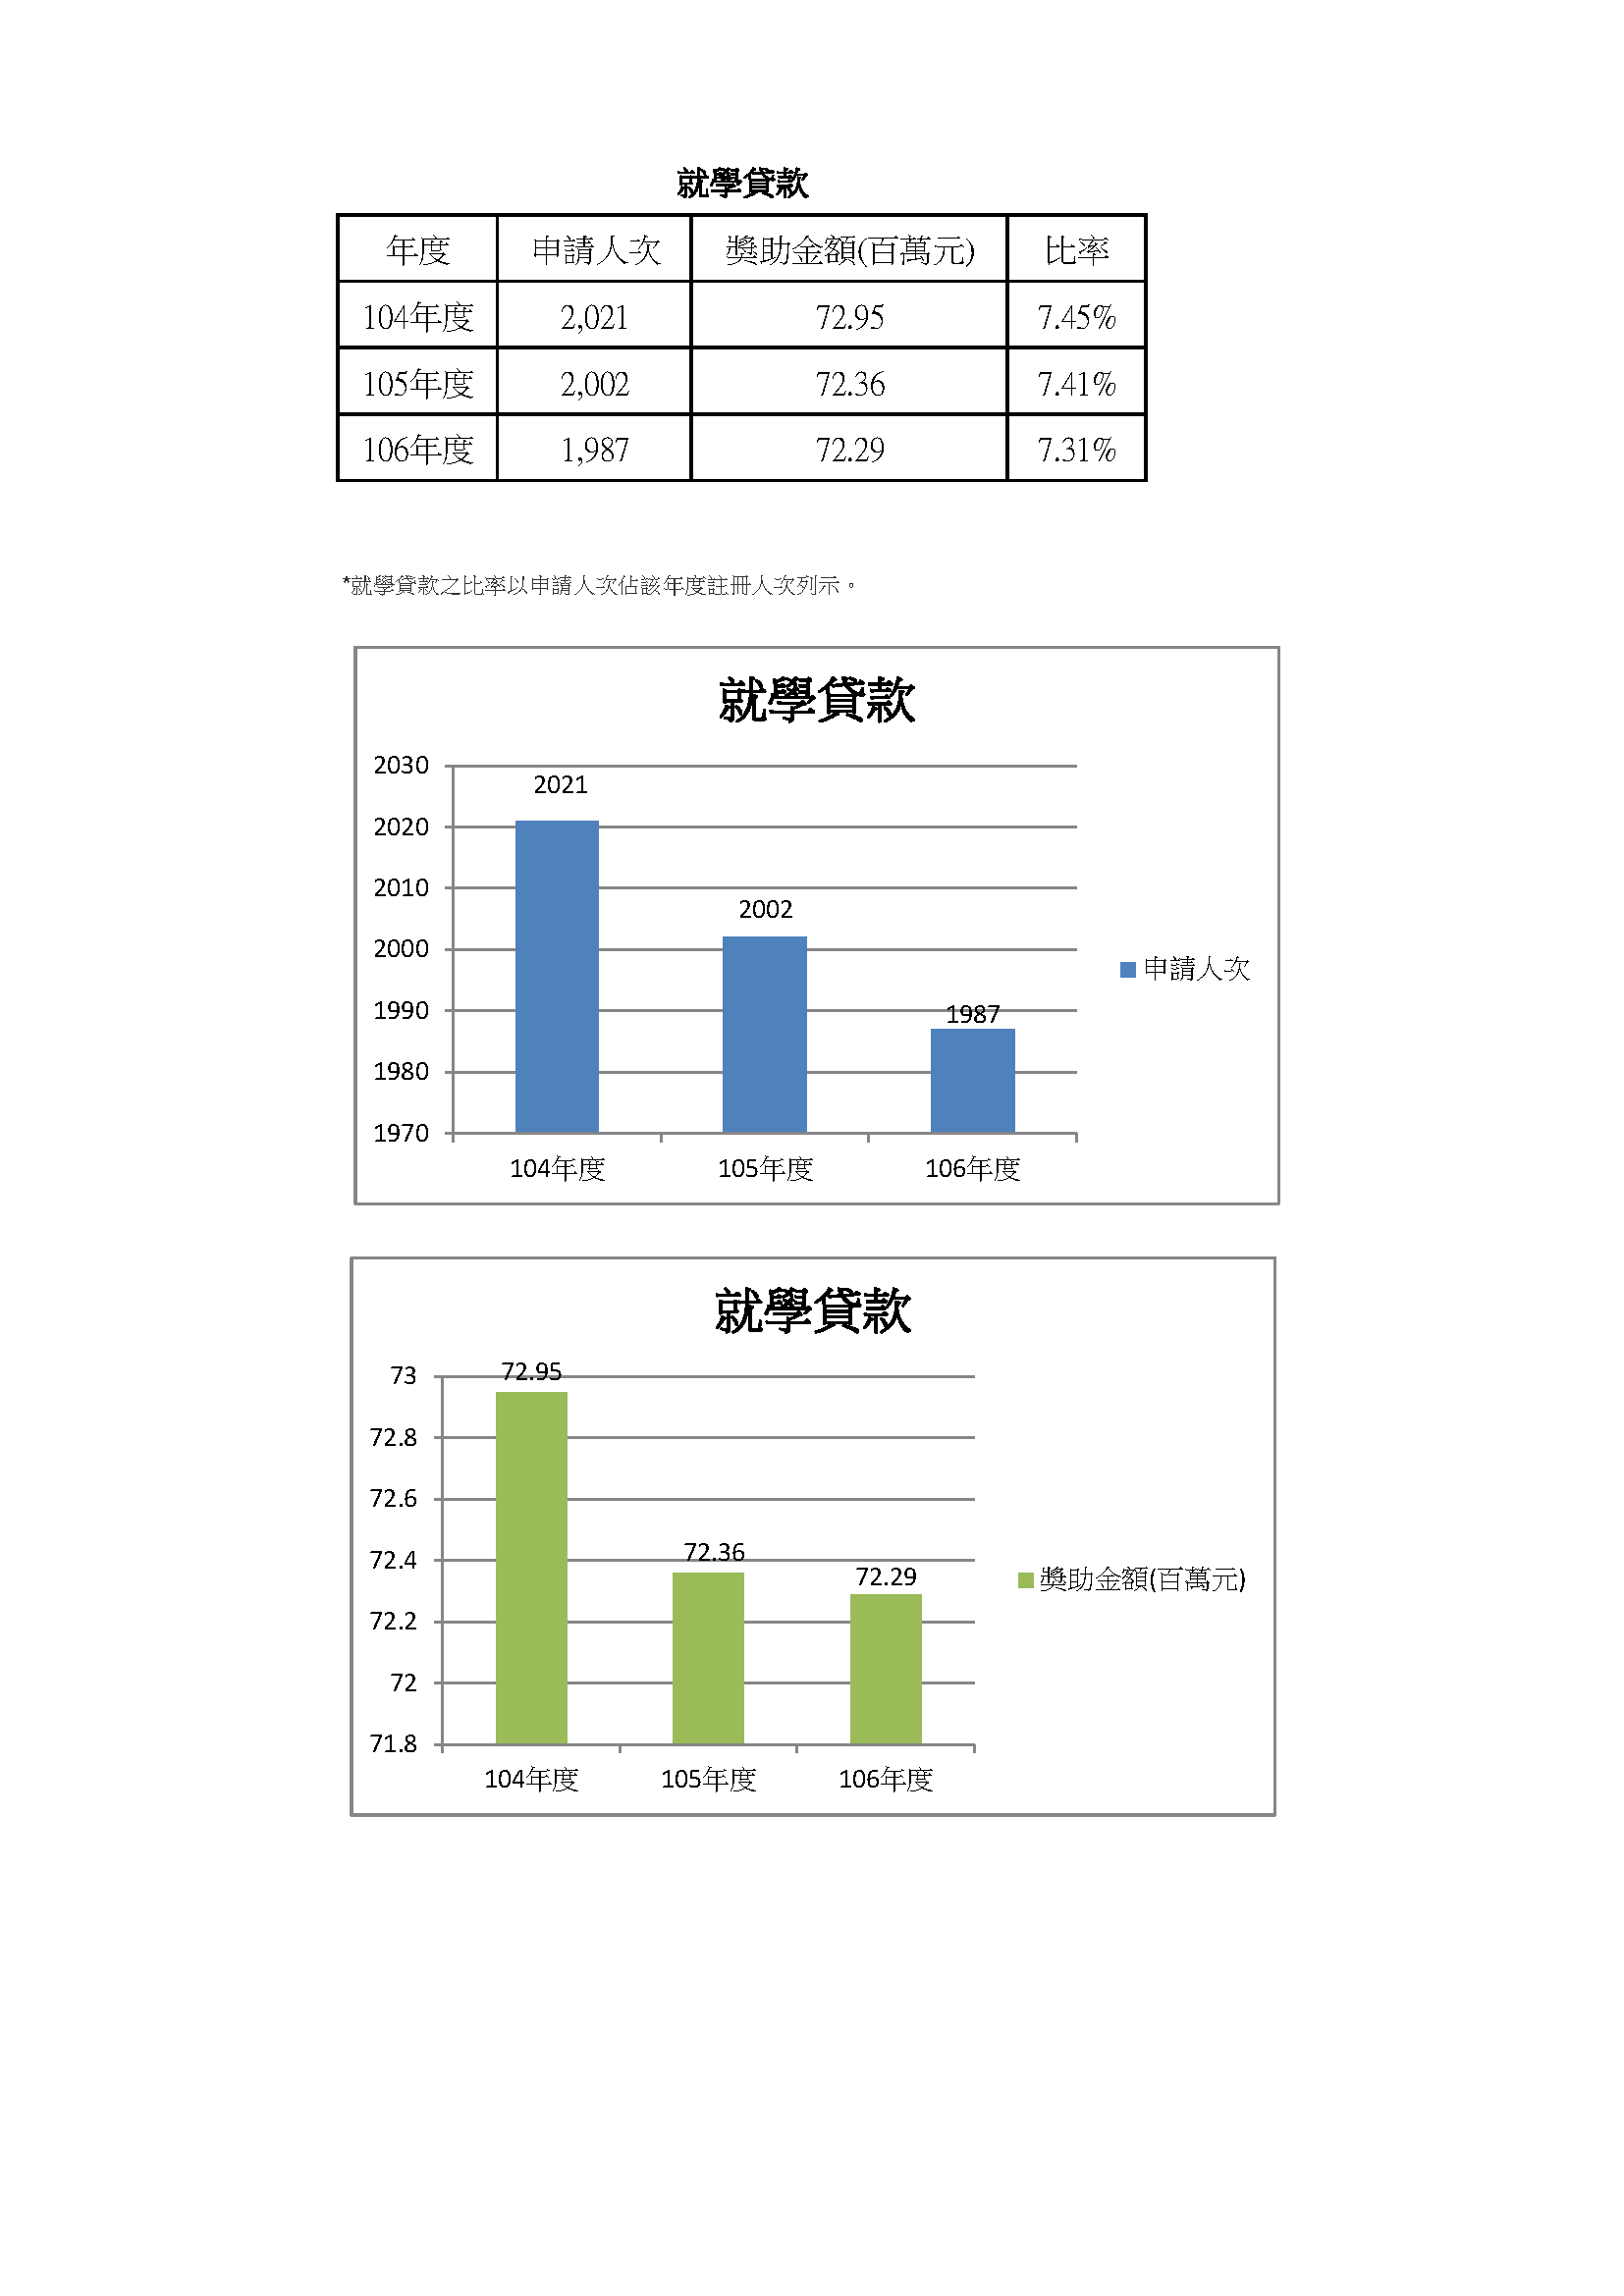 就學貸款
年度 申請人次 獎助金額(百萬元) 比率
104年度 2,021 72.95 7.45%
105年度 2,002 72.36 7.41%
106年度 1,987 72.29 7.31%
*就學貸款之比率以申請人次佔該年度註冊人次列示。
就學貸款
2030
2021
2020
2010
2002
2000
申請人次
1990
1987
1980
1970
104年度 105年度 106年度
就學貸款
73
72.95
72.8
72.6
72.4
72.36
72.29
獎助金額(百萬元)
72.2
72
71.8
104年度 105年度 106年度